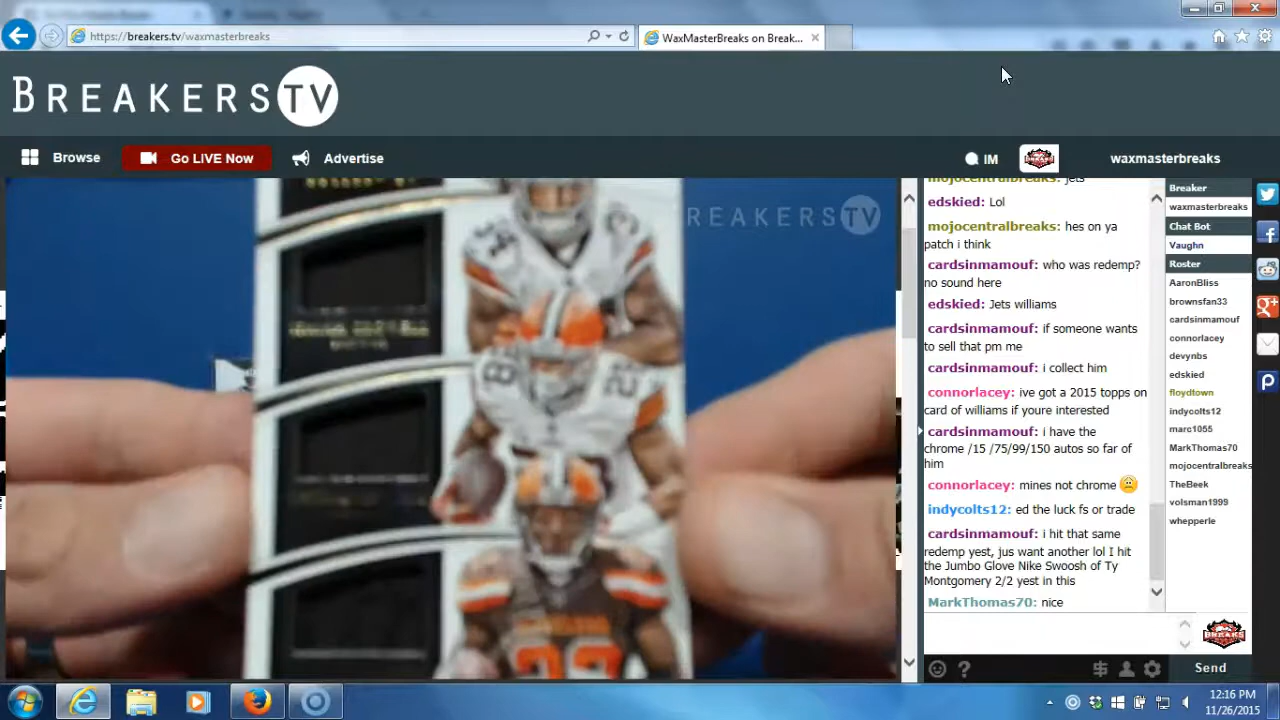 https://breakers.tv/waxmasterbreaks
WaxMasterBreaks on Break...
BREAKERSTV
Browse
Go LIVE Now
Advertise
IM
waxmasterbreaks
REAKERSTV
mojocentralbreaks: jets
edskied: Lol
mojocentralbreaks: hes on ya
patch i think
cardsinmamouf: who was redemp?
no sound here
edskied: Jets williams
cardsinmamouf: if someone wants
to sell that pm me
cardsinmamouf: i collect him
connorlacey: ive got a 2015 topps on
card of williams if youre interested
cardsinmamouf: i have the
chrome /15 /75/99/150 autos so far of
him
connorlacey: mines not chrome
indycolts12: ed the luck fs or trade
cardsinmamouf: i hit that same
redemp yest, jus want another lol I hit
the Jumbo Glove Nike Swoosh of Ty
Montgomery 2/2 yest in this
MarkThomas70: nice
Send
Breaker
waxmasterbreaks
Chat Bot
Vaughn
Roster
AaronBliss
brownsfan33
cardsinmamouf
connorlacey
devynbs
edskied
floydtown
indycolts12
marc1055
MarkThomas70
mojocentralbreaks
TheBeek
volsman1999
whepperle
12:16 PM
11/26/2015